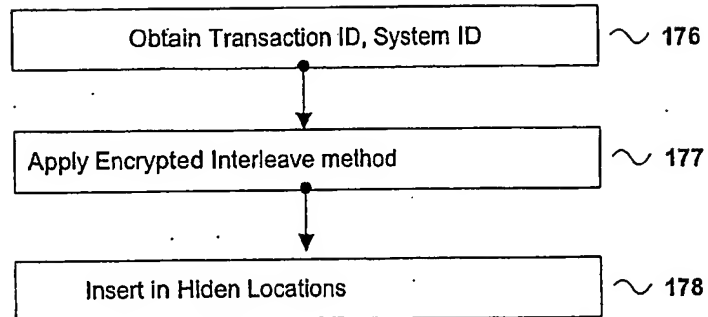 Obtain Transaction ID, System ID 176
Apply Encrypted Interleave method 177
Insert in Hiden Locations 178